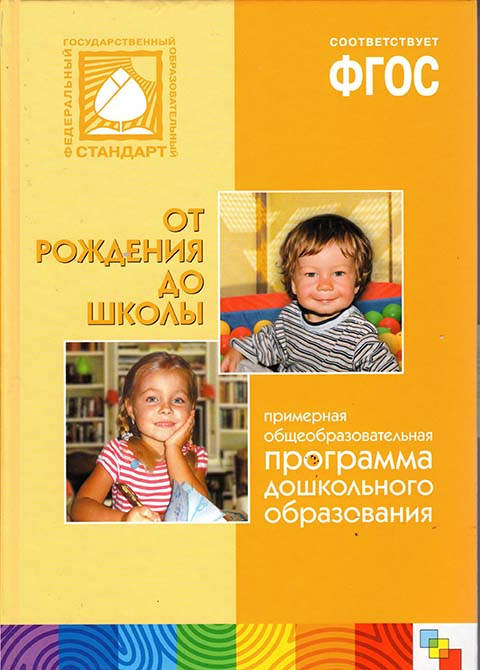 ФЕДЕРАЛЬНЫЙ
ГОСУДАРСТВЕННЫЙ
ОБРАЗОВАТЕЛЬНЫЙ
СТАНДАРТ
СООТВЕТСТВУЕТ
ФГОС
ОТ
РОЖДЕНИЯ
ДО
ШКОЛЫ
примерная
общеобразовательная
программа
дошкольного
образования